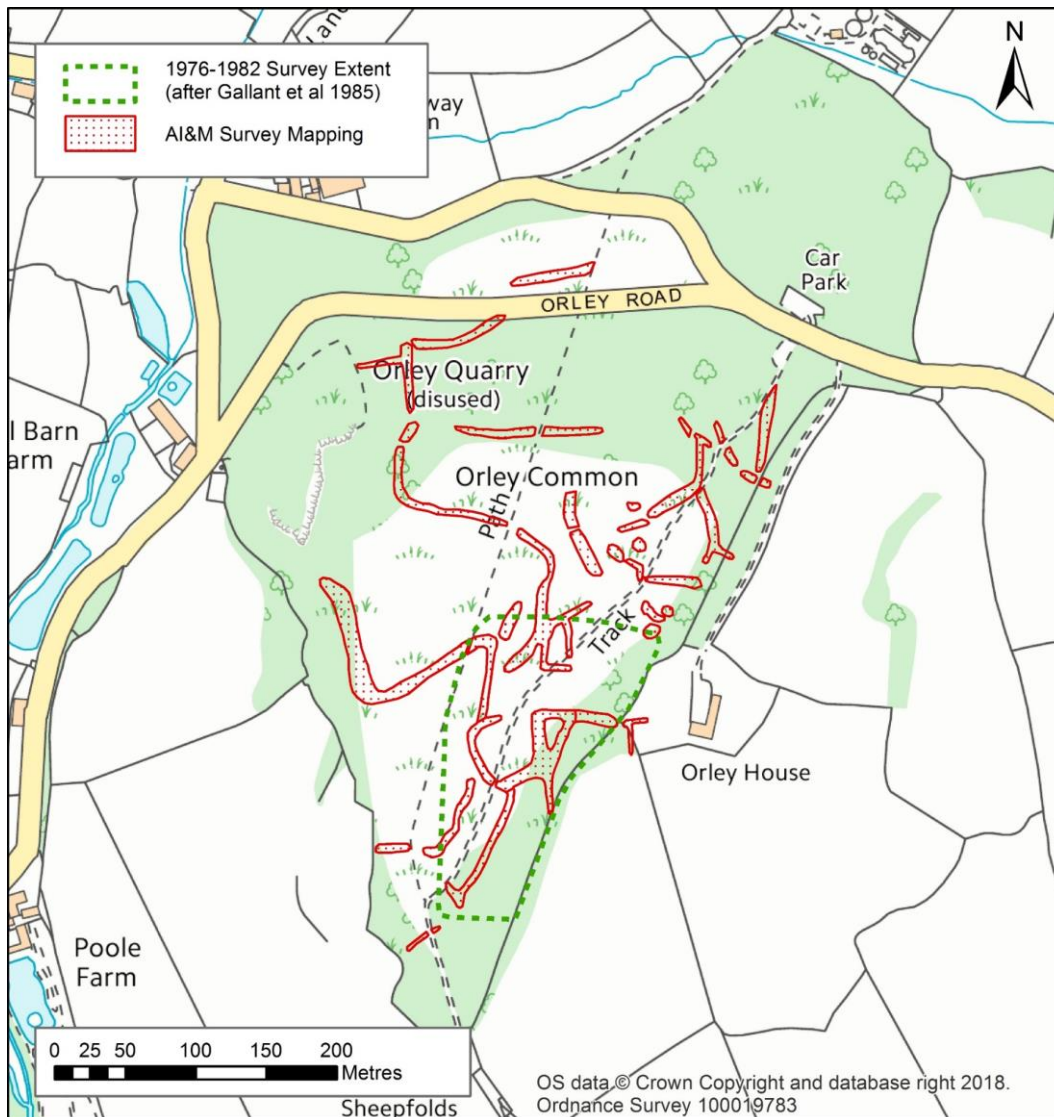 Lane
N
1976-1982 Survey Extent
(after Gallant et al 1985)
AI&M Survey Mapping
way
Car
Park
ORLEY ROAD
Orley Quarry
(disused)
l Barn
arm
Orley Common
Path
Track
Orley House
Poole
Farm
0 25 50 100 150 200
Metres
Sheepfolds
OS data © Crown Copyright and database right 2018.
Ordnance Survey 100019783